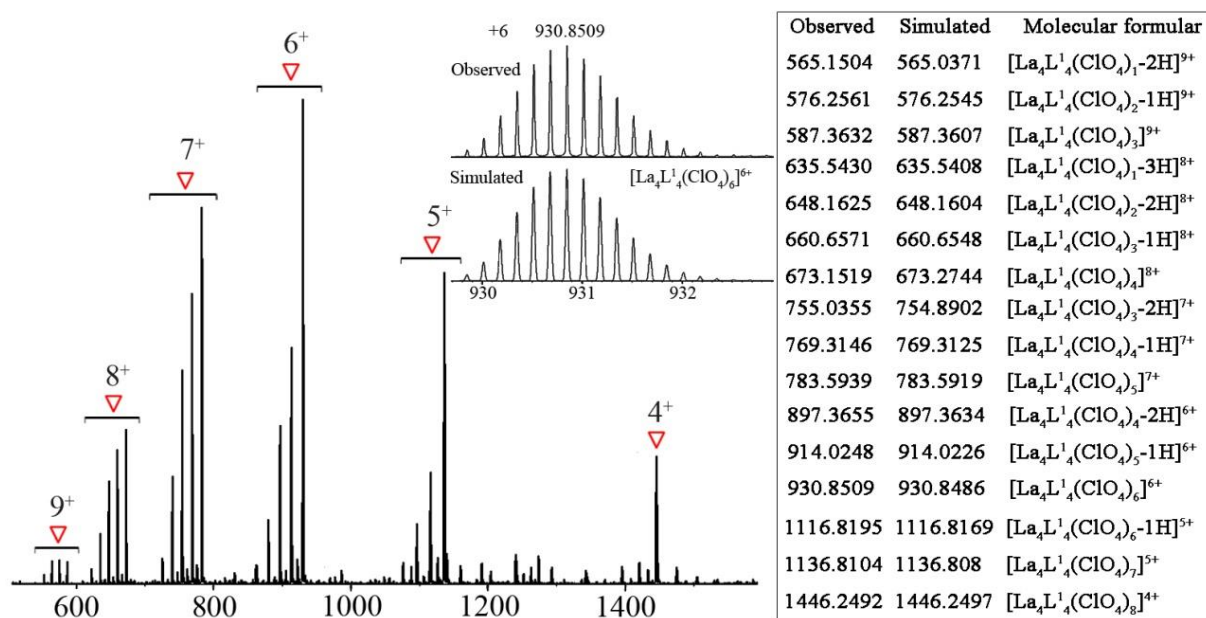 6+
7+
5+
8+
4+
9+
600 800 1000 1200 1400
+6 930.8509
Observed
Simulated [La₄L¹₄(ClO₄)₆]⁶⁺
930 931 932
Observed Simulated Molecular formular
565.1504 565.0371 [La₄L¹₄(ClO₄)₁-2H]⁹⁺
576.2561 576.2545 [La₄L¹₄(ClO₄)₂-1H]⁹⁺
587.3632 587.3607 [La₄L¹₄(ClO₄)₃]⁹⁺
635.5430 635.5408 [La₄L¹₄(ClO₄)₁-3H]⁸⁺
648.1625 648.1604 [La₄L¹₄(ClO₄)₂-2H]⁸⁺
660.6571 660.6548 [La₄L¹₄(ClO₄)₃-1H]⁸⁺
673.1519 673.2744 [La₄L¹₄(ClO₄)₄]⁸⁺
755.0355 754.8902 [La₄L¹₄(ClO₄)₃-2H]⁷⁺
769.3146 769.3125 [La₄L¹₄(ClO₄)₄-1H]⁷⁺
783.5939 783.5919 [La₄L¹₄(ClO₄)₅]⁷⁺
897.3655 897.3634 [La₄L¹₄(ClO₄)₄-2H]⁶⁺
914.0248 914.0226 [La₄L¹₄(ClO₄)₅-1H]⁶⁺
930.8509 930.8486 [La₄L¹₄(ClO₄)₆]⁶⁺
1116.8195 1116.8169 [La₄L¹₄(ClO₄)₆-1H]⁵⁺
1136.8104 1136.808 [La₄L¹₄(ClO₄)₇]⁵⁺
1446.2492 1446.2497 [La₄L¹₄(ClO₄)₈]⁴⁺